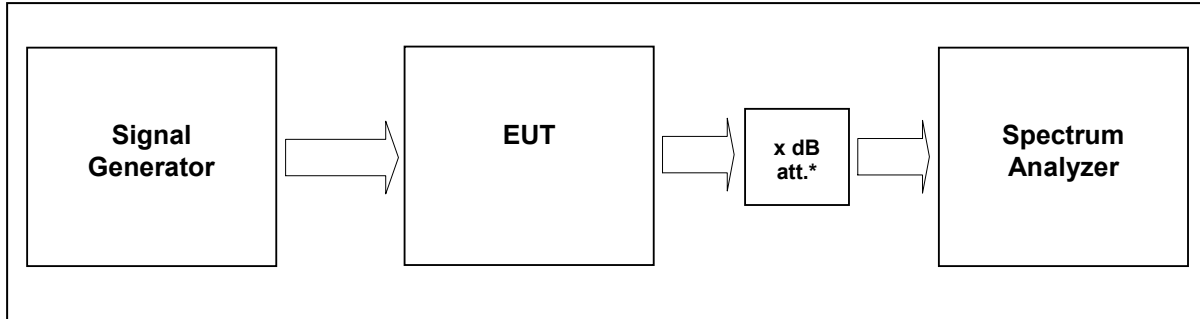 Signal
Generator
EUT
x dB
att.*
Spectrum
Analyzer